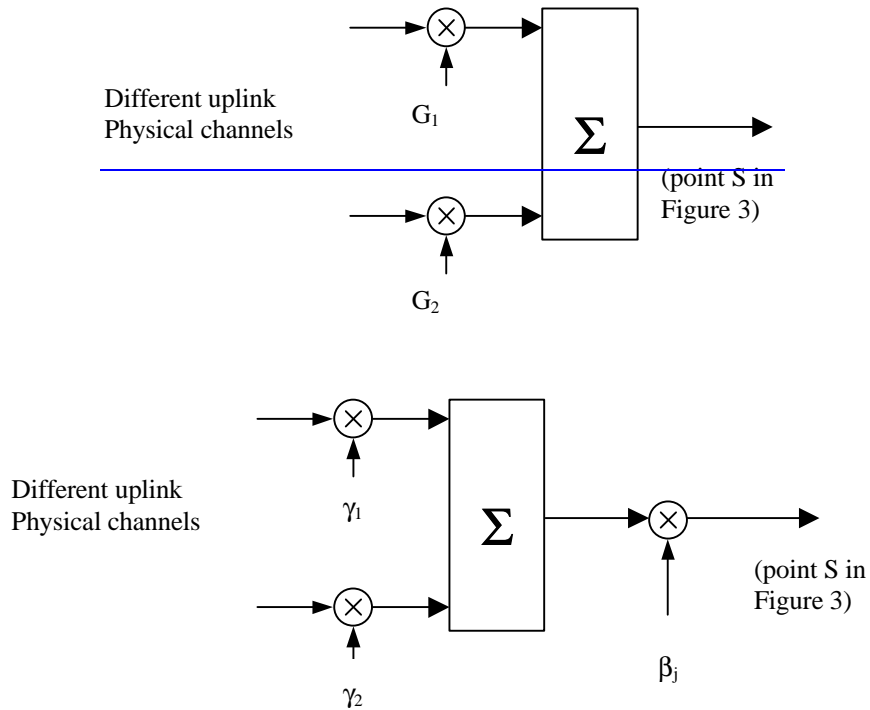 Different uplink
Physical channels
G₁
Σ
(point S in
Figure 3)
G₂
Different uplink
Physical channels
γ₁
Σ
(point S in
Figure 3)
γ₂
βⱼ